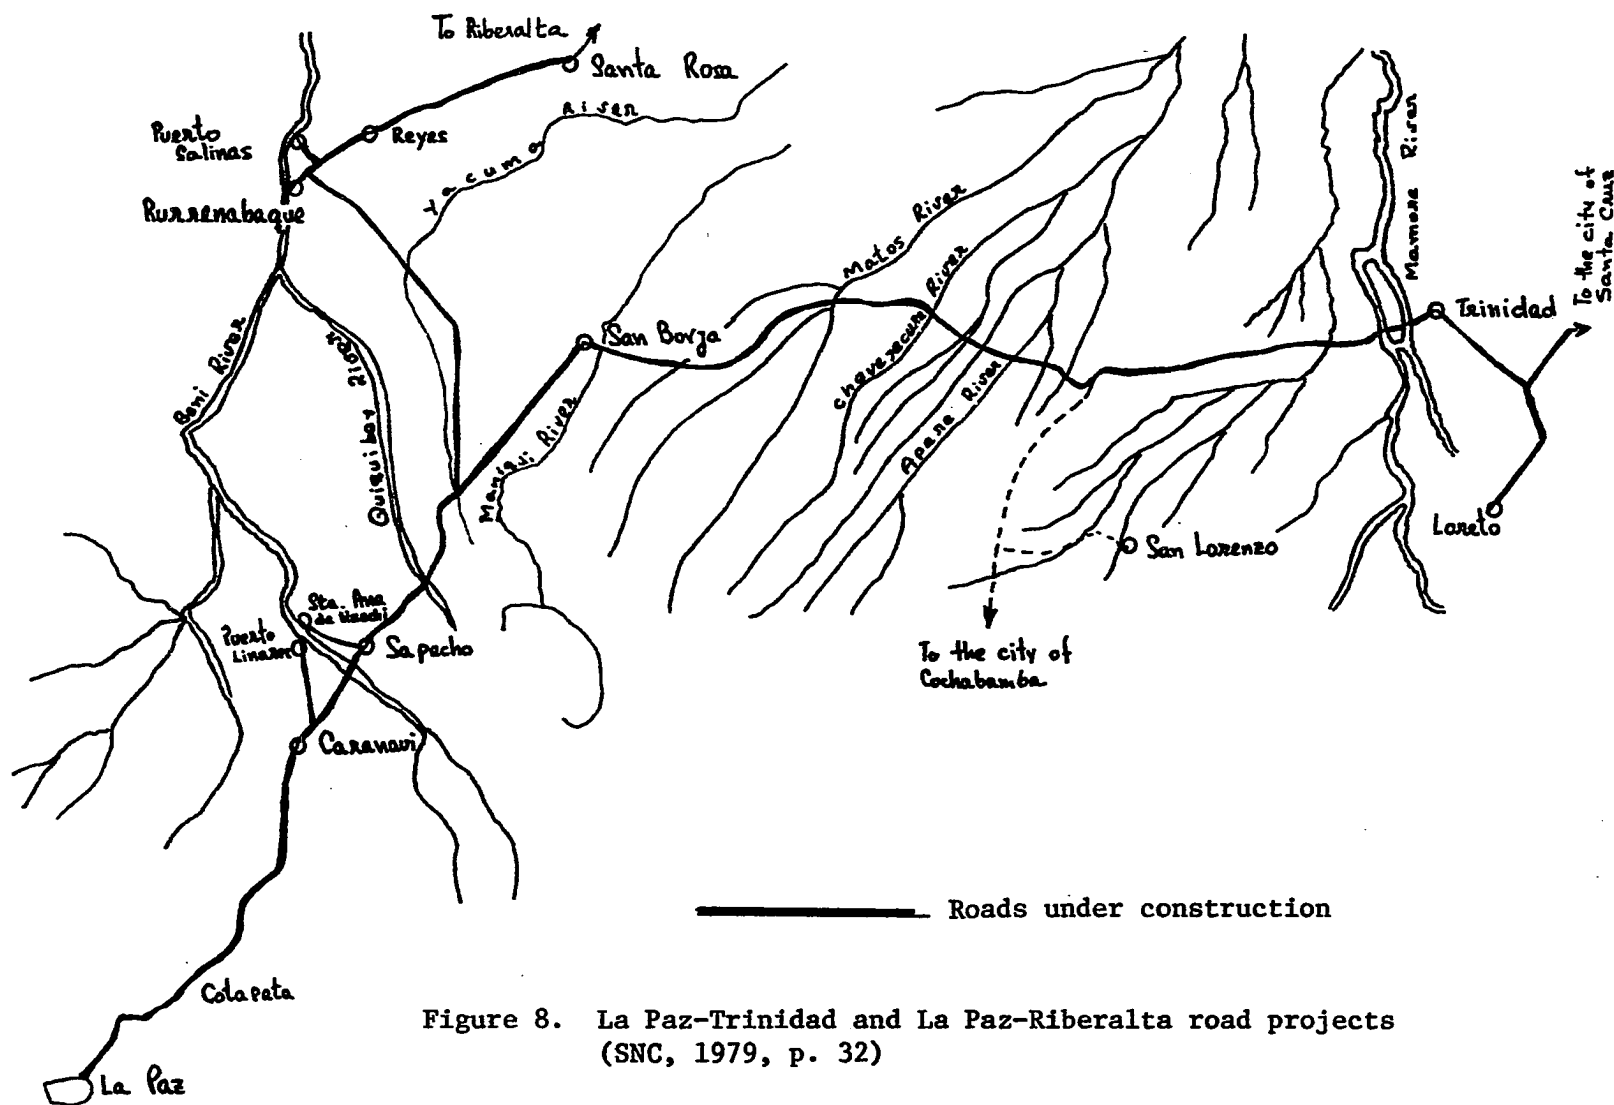 To Riberalta
Santa Rosa
River
Yacuma
Reyes
Puerto
Salinas
Rurrenabaque
Mamore River
To the city of
Santa Cruz
Matos River
Chevejecure River
Trinidad
San Borja
Beni River
Quiquibey River
Maniqui River
Apere River
Loreto
San Lorenzo
Sta. Ana
de
Puerto
Linares
Sapecho
To the city of
Cochabamba
Caranavi
Roads under construction
Cotapata
Figure 8. La Paz-Trinidad and La Paz-Riberalta road projects
(SNC, 1979, p. 32)
La Paz